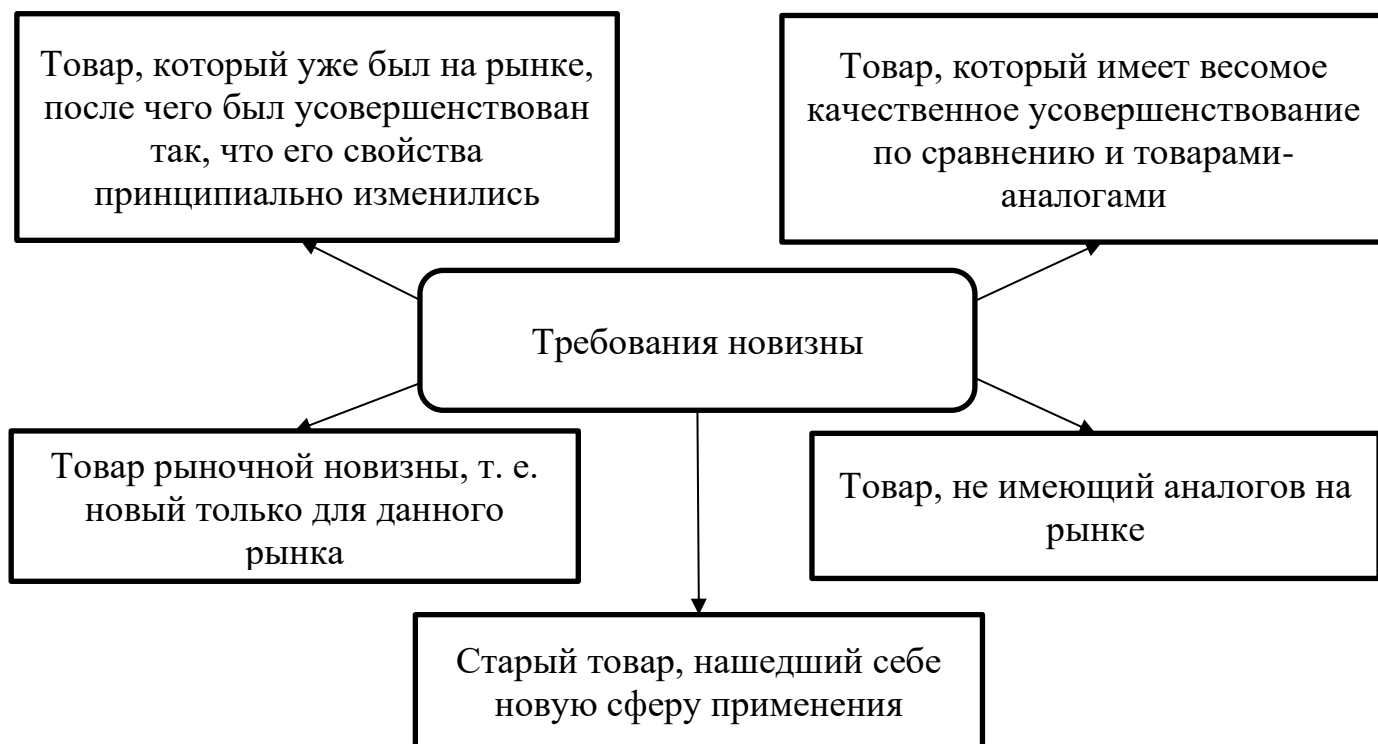 Товар, который уже был на рынке,
после чего был усовершенствован
так, что его свойства
принципиально изменились
Товар, который имеет весомое
качественное усовершенствование
по сравнению и товарами-
аналогами
Требования новизны
Товар рыночной новизны, т. е.
новый только для данного
рынка
Товар, не имеющий аналогов на
рынке
Старый товар, нашедший себе
новую сферу применения